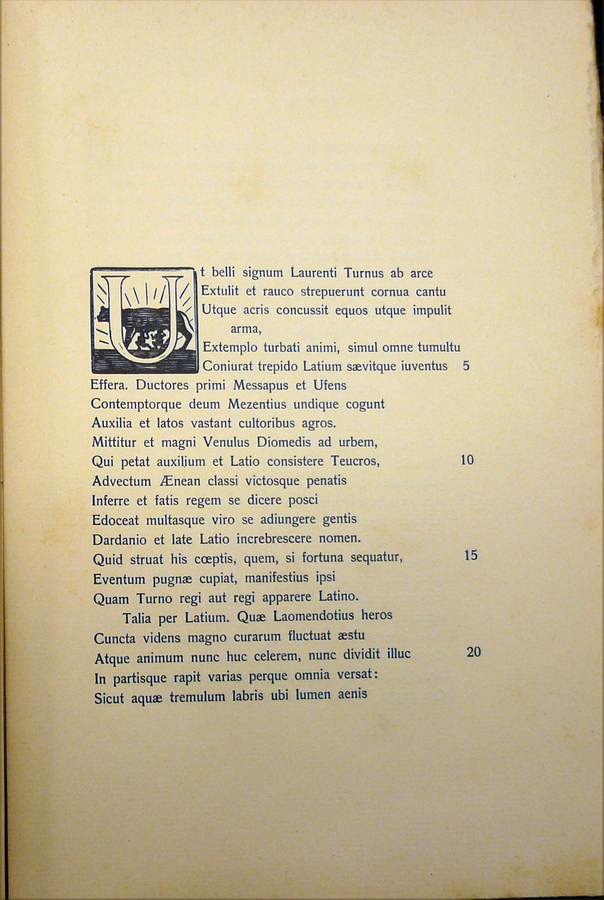 Ut belli signum Laurenti Turnus ab arce
Extulit et rauco strepuerunt cornua cantu
Utque acris concussit equos utque impulit
arma,
Extemplo turbati animi, simul omne tumultu
Coniurat trepido Latium sævitque iuventus 5
Effera. Ductores primi Messapus et Ufens
Contemptorque deum Mezentius undique cogunt
Auxilia et latos vastant cultoribus agros.
Mittitur et magni Venulus Diomedis ad urbem,
Qui petat auxilium et Latio consistere Teucros, 10
Advectum Ænean classi victosque penatis
Inferre et fatis regem se dicere posci
Edoceat multasque viro se adiungere gentis
Dardanio et late Latio increbrescere nomen.
Quid struat his cœptis, quem, si fortuna sequatur, 15
Eventum pugnæ cupiat, manifestius ipsi
Quam Turno regi aut regi apparere Latino.
Talia per Latium. Quæ Laomendotius heros
Cuncta videns magno curarum fluctuat æstu
Atque animum nunc huc celerem, nunc dividit illuc 20
In partisque rapit varias perque omnia versat:
Sicut aquæ tremulum labris ubi lumen aenis